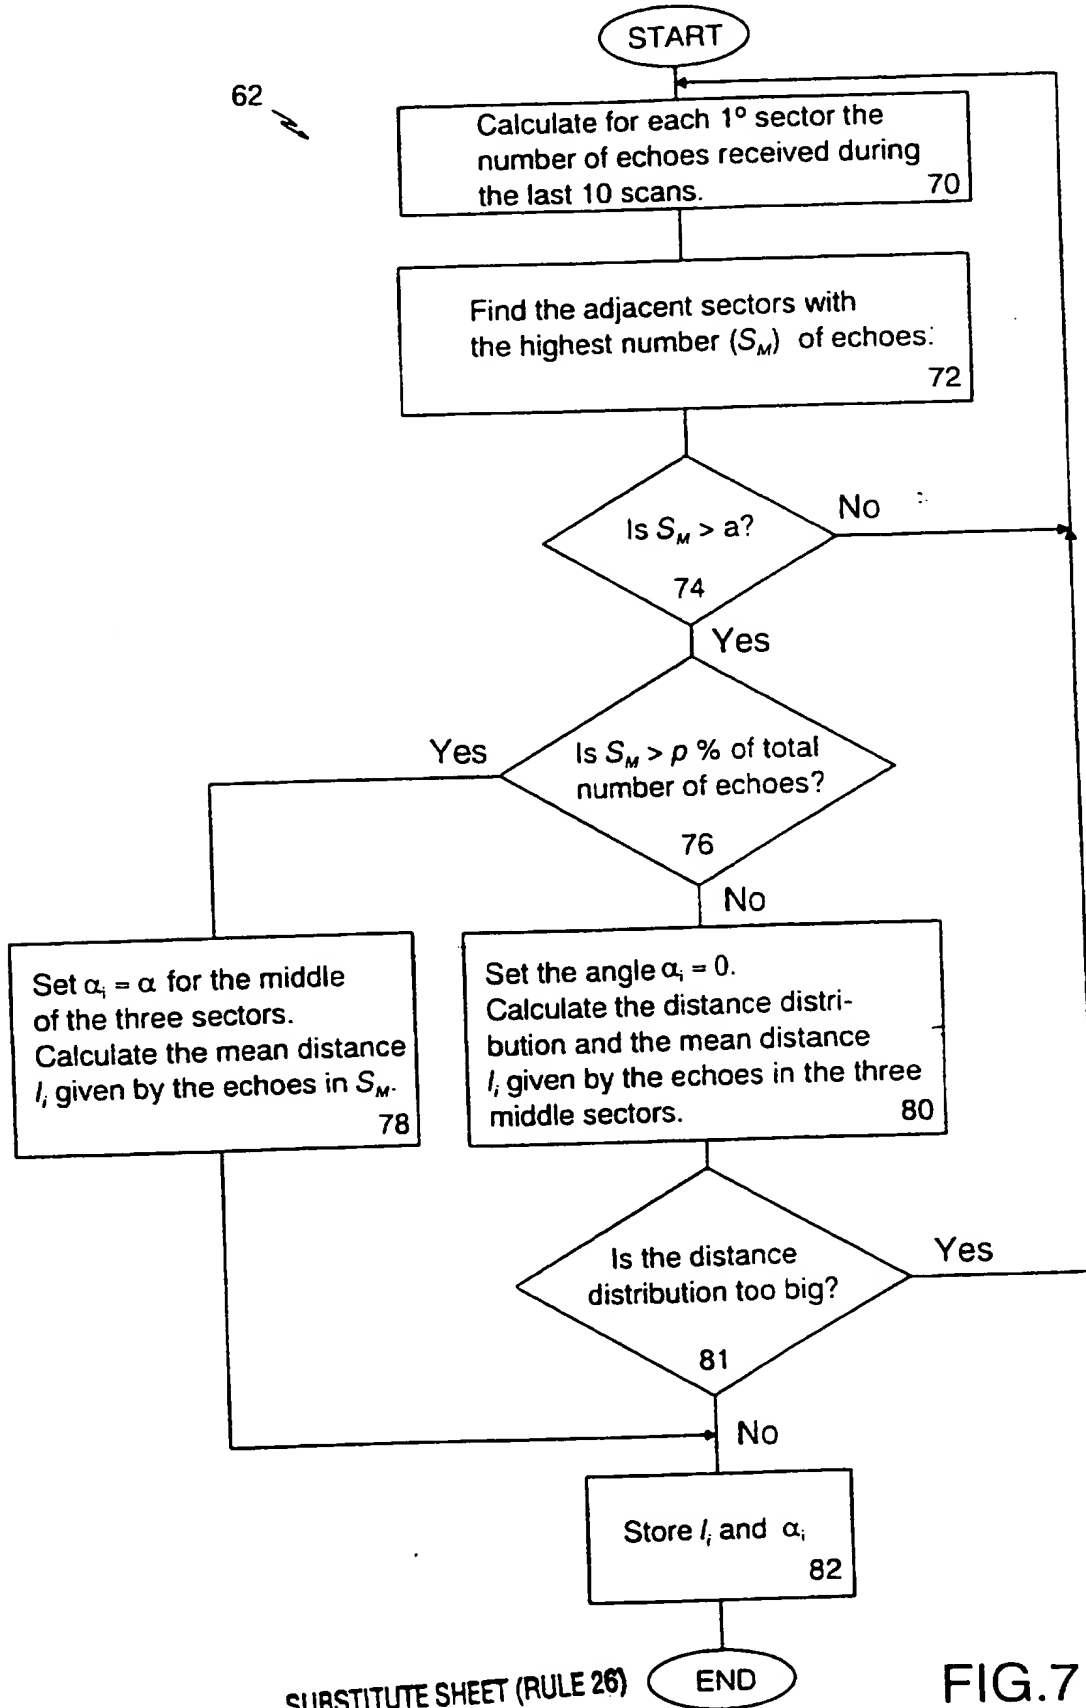 START
62
Calculate for each 1° sector the
number of echoes received during
the last 10 scans.
70
Find the adjacent sectors with
the highest number (S_M) of echoes:
72
Is S_M > a?
74
No
Yes
Is S_M > p % of total
number of echoes?
76
Yes
No
Set α_i = α for the middle
of the three sectors.
Calculate the mean distance
l_i given by the echoes in S_M.
78
Set the angle α_i = 0.
Calculate the distance distri-
bution and the mean distance
l_i given by the echoes in the three
middle sectors.
80
Is the distance
distribution too big?
81
Yes
No
Store l_i and α_i
82
END
SUBSTITUTE SHEET (RULE 26)
FIG.7